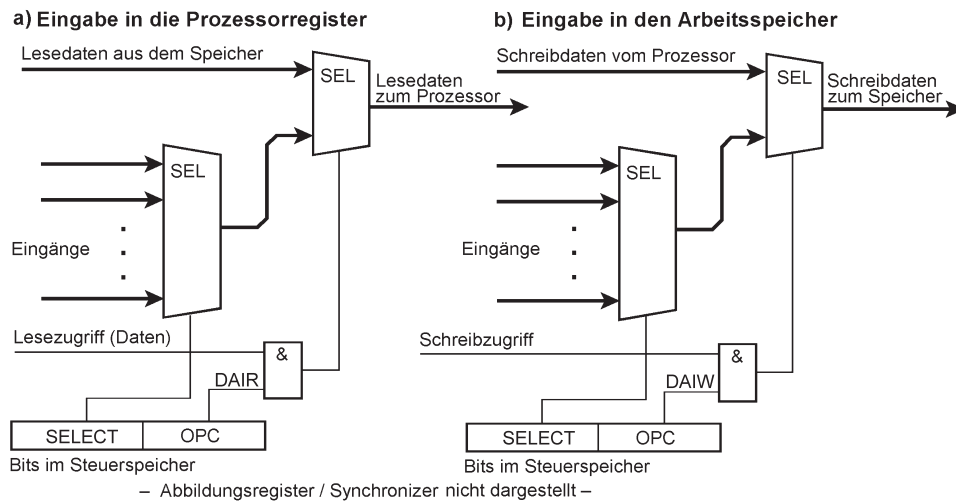 a) Eingabe in die Prozessorregister
Lesedaten aus dem Speicher
SEL
Lesedaten
zum Prozessor
SEL
Eingänge
Lesezugriff (Daten)
&
DAIR
SELECT
OPC
Bits im Steuerspeicher
b) Eingabe in den Arbeitsspeicher
Schreibdaten vom Prozessor
SEL
Schreibdaten
zum Speicher
SEL
Eingänge
Schreibzugriff
&
DAIW
SELECT
OPC
Bits im Steuerspeicher
– Abbildungsregister / Synchronizer nicht dargestellt –